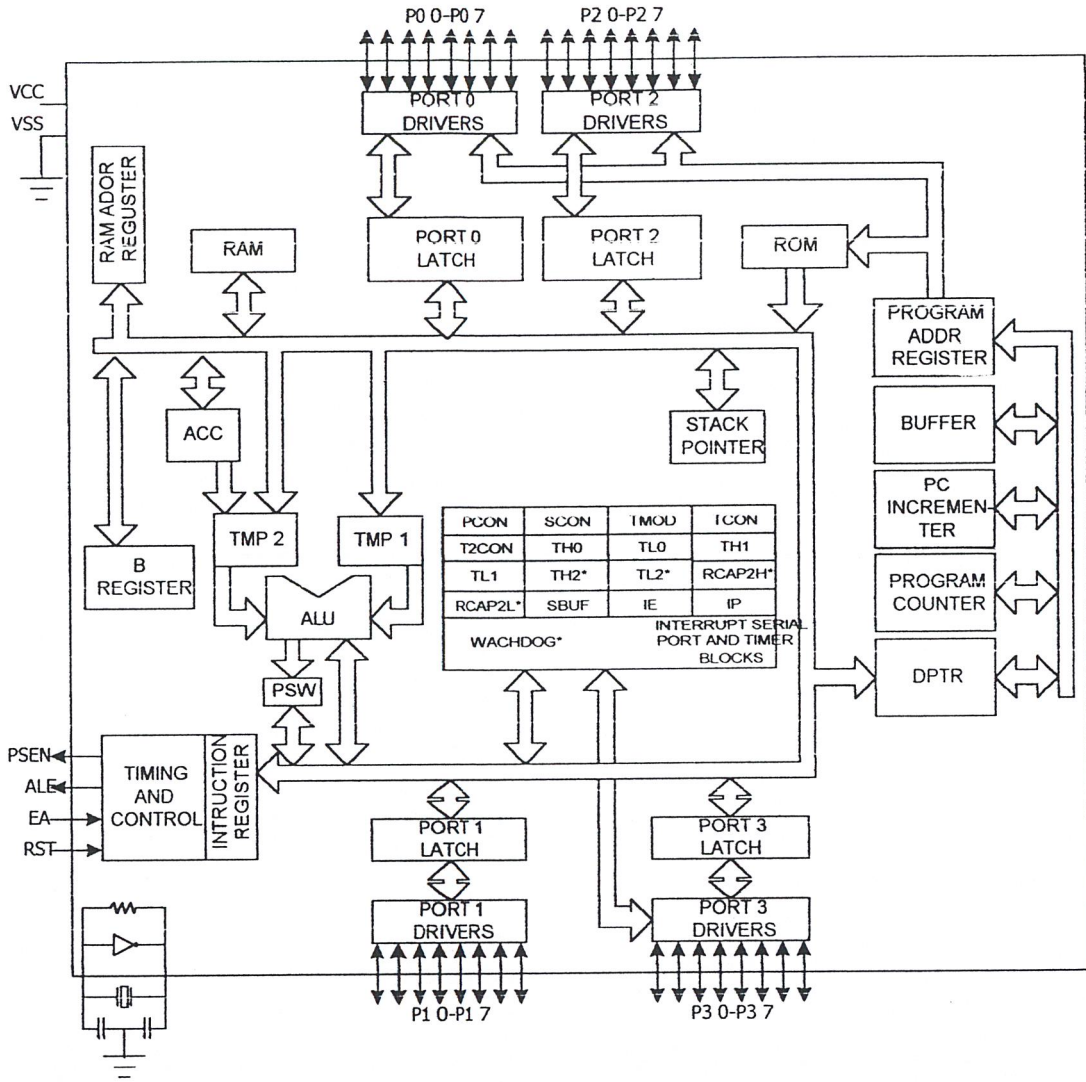 P0 0-P0 7
P2 0-P2 7
VCC
VSS
PORT 0
DRIVERS
PORT 2
DRIVERS
RAM ADOR
REGUSTER
RAM
PORT 0
LATCH
PORT 2
LATCH
ROM
PROGRAM
ADDR
REGISTER
BUFFER
PC
INCREMEN-
TER
PROGRAM
COUNTER
DPTR
ACC
STACK
POINTER
TMP 2
TMP 1
B
REGISTER
ALU
PSW
PCON SCON TMOD TCON
T2CON TH0 TL0 TH1
TL1 TH2* TL2* RCAP2H*
RCAP2L* SBUF IE IP
WACHDOG*
INTERRUPT SERIAL
PORT AND TIMER
BLOCKS
PSEN
ALE
EA
RST
TIMING
AND
CONTROL
INTRUCTION
REGISTER
PORT 1
LATCH
PORT 3
LATCH
PORT 1
DRIVERS
PORT 3
DRIVERS
P1 0-P1 7
P3 0-P3 7